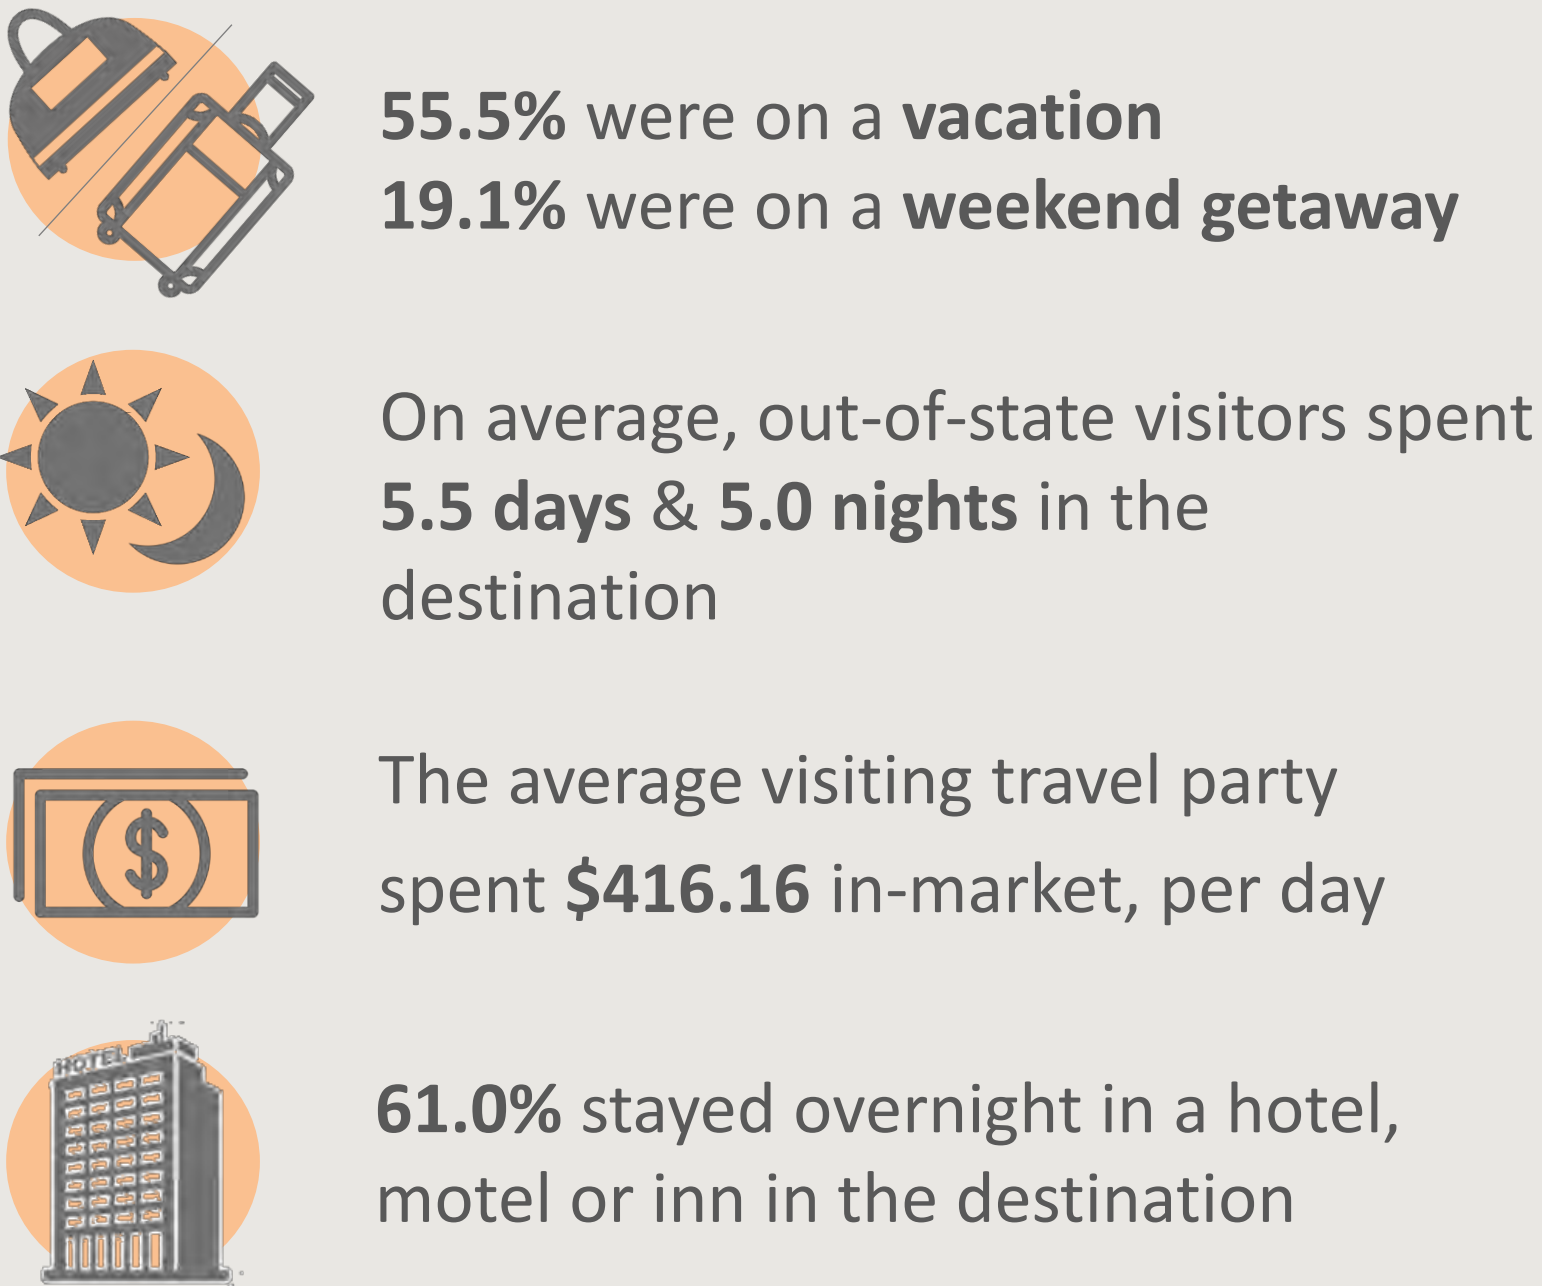 55.5% were on a vacation
19.1% were on a weekend getaway
On average, out-of-state visitors spent
5.5 days & 5.0 nights in the
destination
$
The average visiting travel party
spent $416.16 in-market, per day
HOTEL
61.0% stayed overnight in a hotel,
motel or inn in the destination